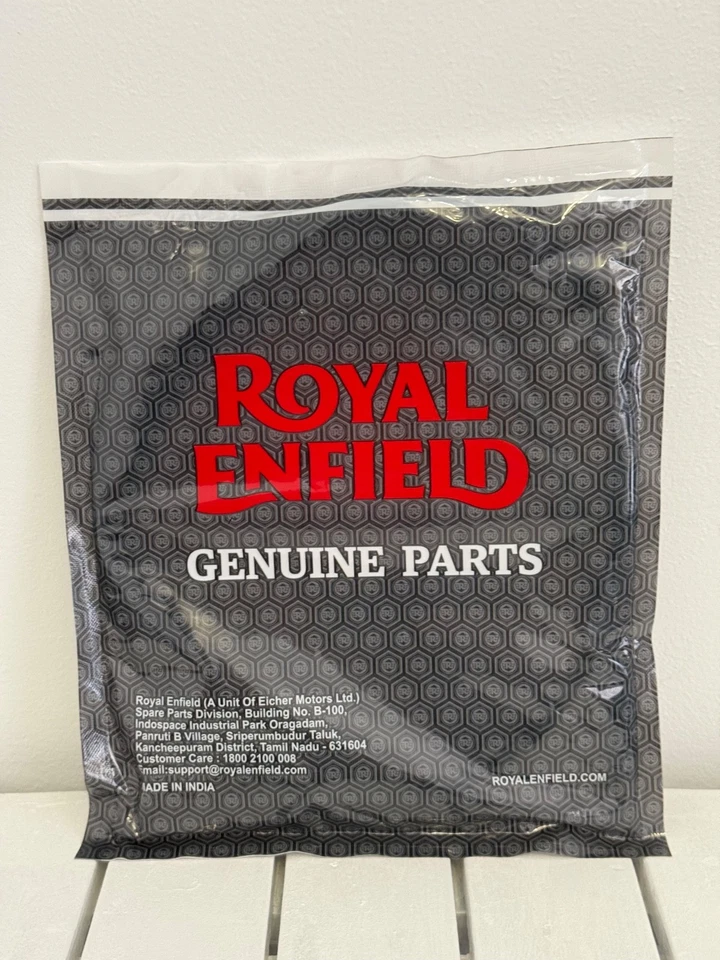 ROYAL
ENFIELD
GENUINE PARTS
Royal Enfield (A Unit Of Eicher Motors Ltd.)
Spare Parts Division, Building No. B-100,
Indospace Industrial Park Oragadam,
Panruti B Village, Sriperumbudur Taluk,
Kancheepuram District, Tamil Nadu - 631604
Customer Care : 1800 2100 008
Email:support@royalenfield.com
MADE IN INDIA
ROYALENFIELD.COM